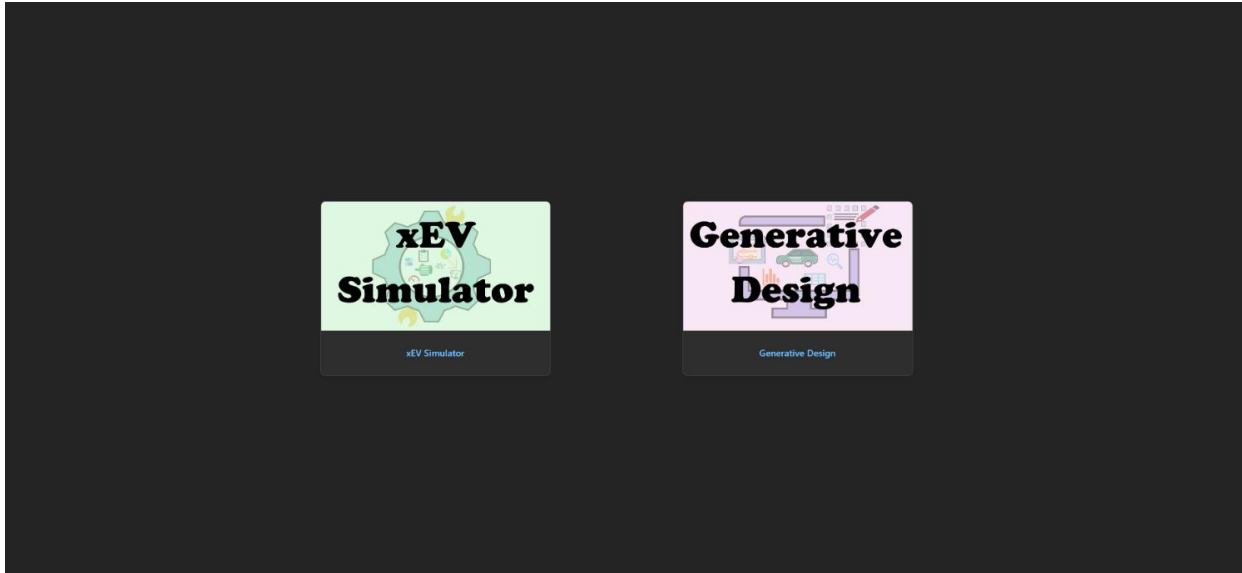 xEV
Simulator
xEV Simulator
Generative
Design
Generative Design